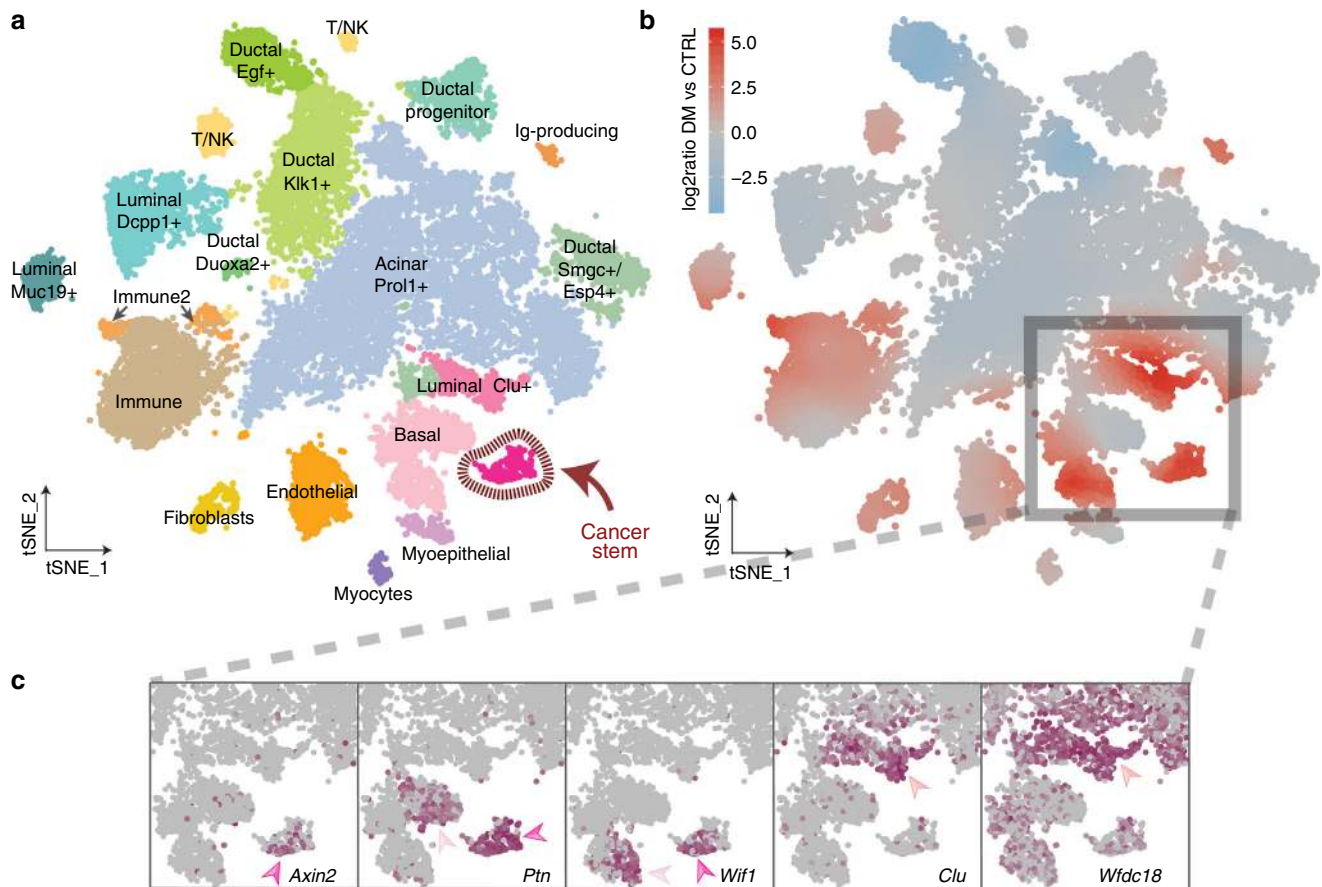 a
T/NK
Ductal
Egf+
Ductal
progenitor
T/NK
Ig-producing
Ductal
Klk1+
Luminal
Dcpp1+
Ductal
Duoxa2+
Acinar
Prol1+
Ductal
Smgc+/
Esp4+
Luminal
Muc19+
Immune2
Immune
Luminal Clu+
Basal
Endothelial
Fibroblasts
Cancer
stem
Myoepithelial
Myocytes
tSNE_2
tSNE_1
b
log2ratio DM vs CTRL
5.0
2.5
0.0
−2.5
tSNE_2
tSNE_1
c
Axin2
Ptn
Wif1
Clu
Wfdc18